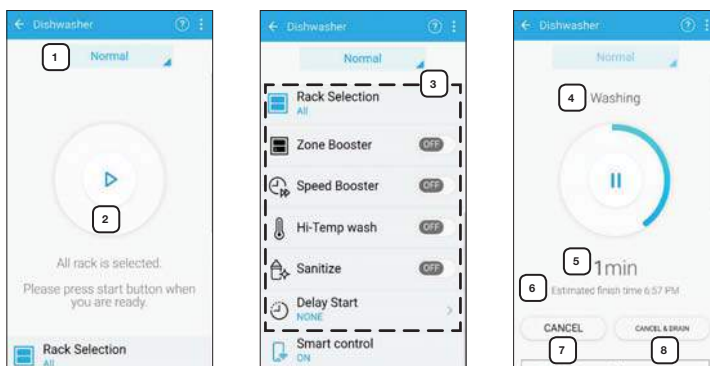 Dishwasher
1
Normal
2
All rack is selected.
Please press start button when
you are ready.
Rack Selection
All
Dishwasher
Normal
3
Rack Selection
All
Zone Booster
OFF
Speed Booster
OFF
Hi-Temp wash
OFF
Sanitize
OFF
Delay Start
NONE
Smart control
ON
Dishwasher
Normal
4
Washing
5
1min
6
Estimated finish time 6:57 PM
CANCEL
CANCEL & DRAIN
7
8